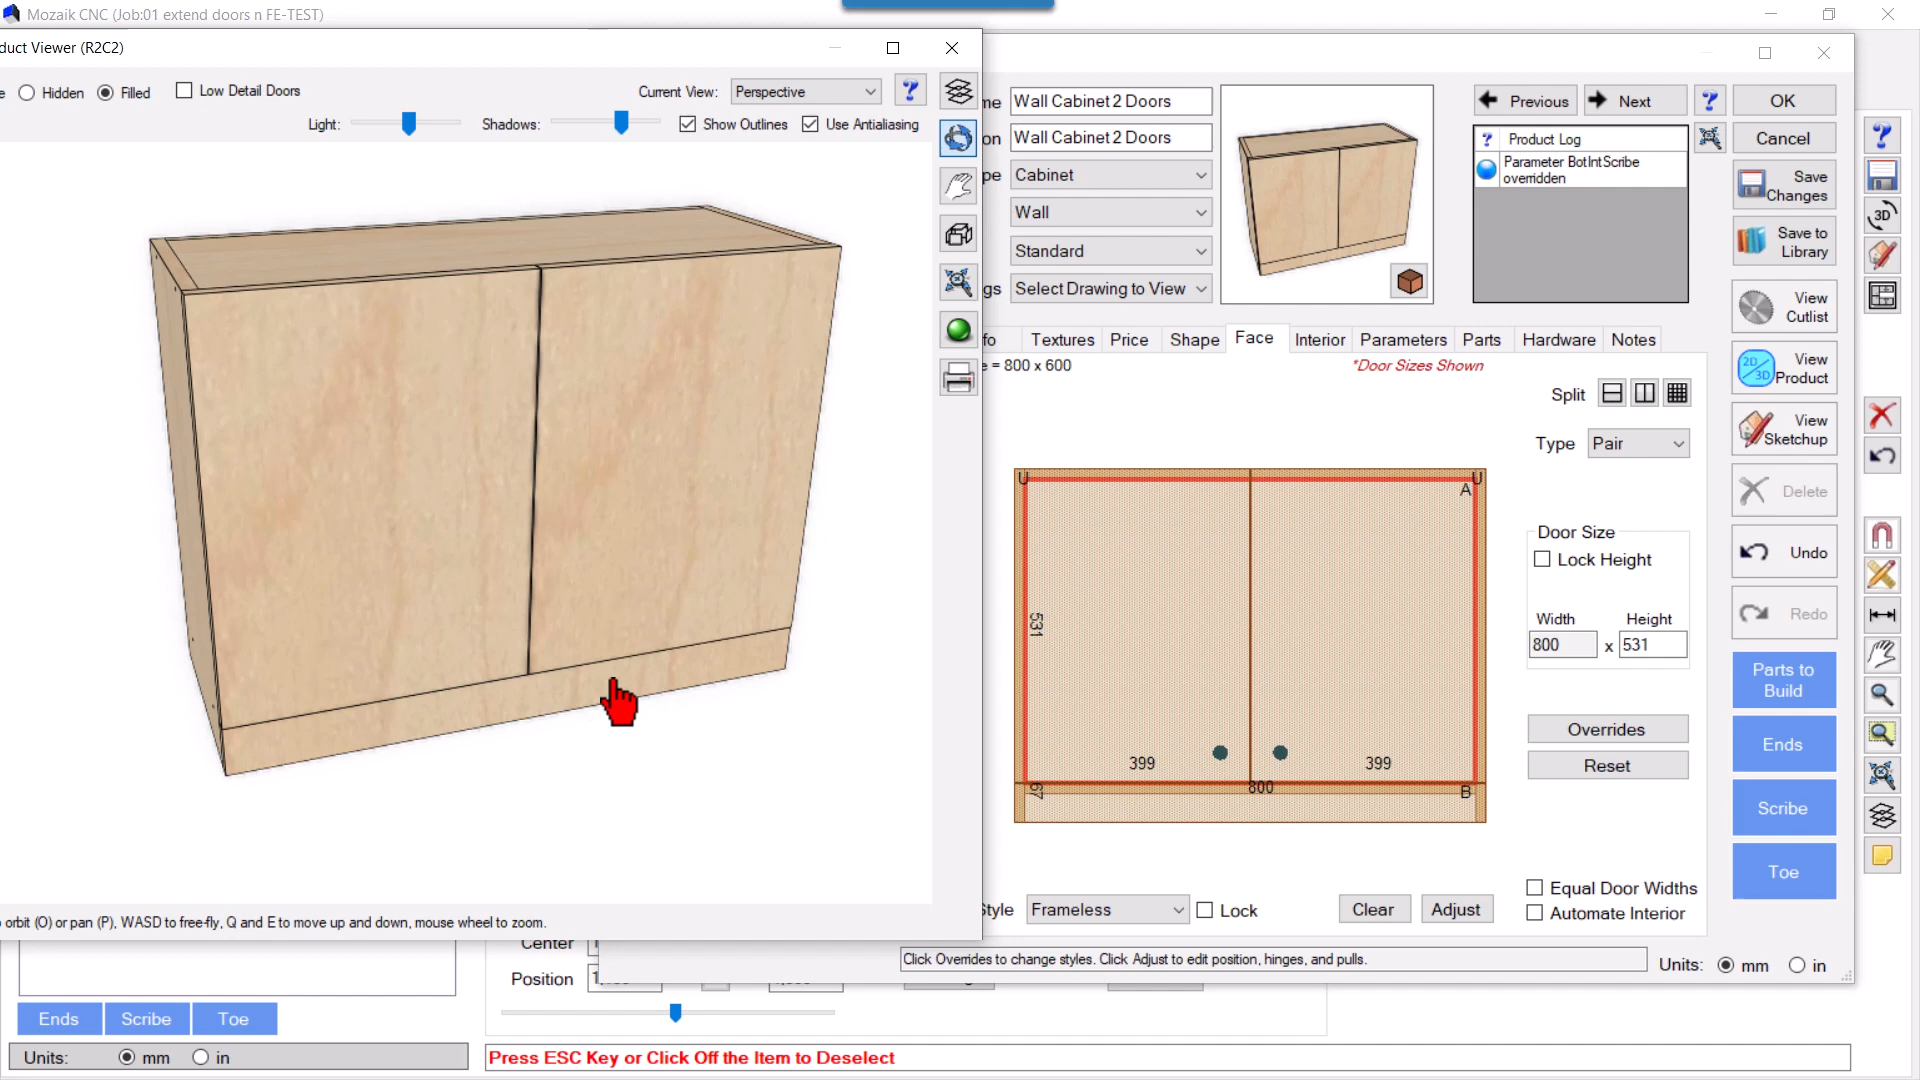 Mozaik CNC (Job:01 extend doors n FE-TEST)
duct Viewer (R2C2)
e Hidden Filled Low Detail Doors
Current View: Perspective ?
Light: Shadows: Show Outlines Use Antialiasing
me Wall Cabinet 2 Doors
on Wall Cabinet 2 Doors
pe Cabinet
Wall
Standard
gs Select Drawing to View
Previous Next ? OK
? Product Log
Parameter BotIntScribe
overridden
Cancel
Save
Changes
Save to
Library
View
Cutlist
2D/3D View
Product
View
Sketchup
Delete
Undo
Redo
Parts to
Build
Ends
Scribe
Toe
?
3D
fo Textures Price Shape Face Interior Parameters Parts Hardware Notes
e = 800 x 600 *Door Sizes Shown
Split
Type Pair
U U
A
531
399 399
800
67 B
Door Size
Lock Height
Width Height
800 x 531
Overrides
Reset
Style Frameless Lock Clear Adjust
Equal Door Widths
Automate Interior
orbit (O) or pan (P), WASD to free-fly, Q and E to move up and down, mouse wheel to zoom.
Click Overrides to change styles. Click Adjust to edit position, hinges, and pulls.
Units: mm in
Center
Position
Ends Scribe Toe
Units: mm in
Press ESC Key or Click Off the Item to Deselect